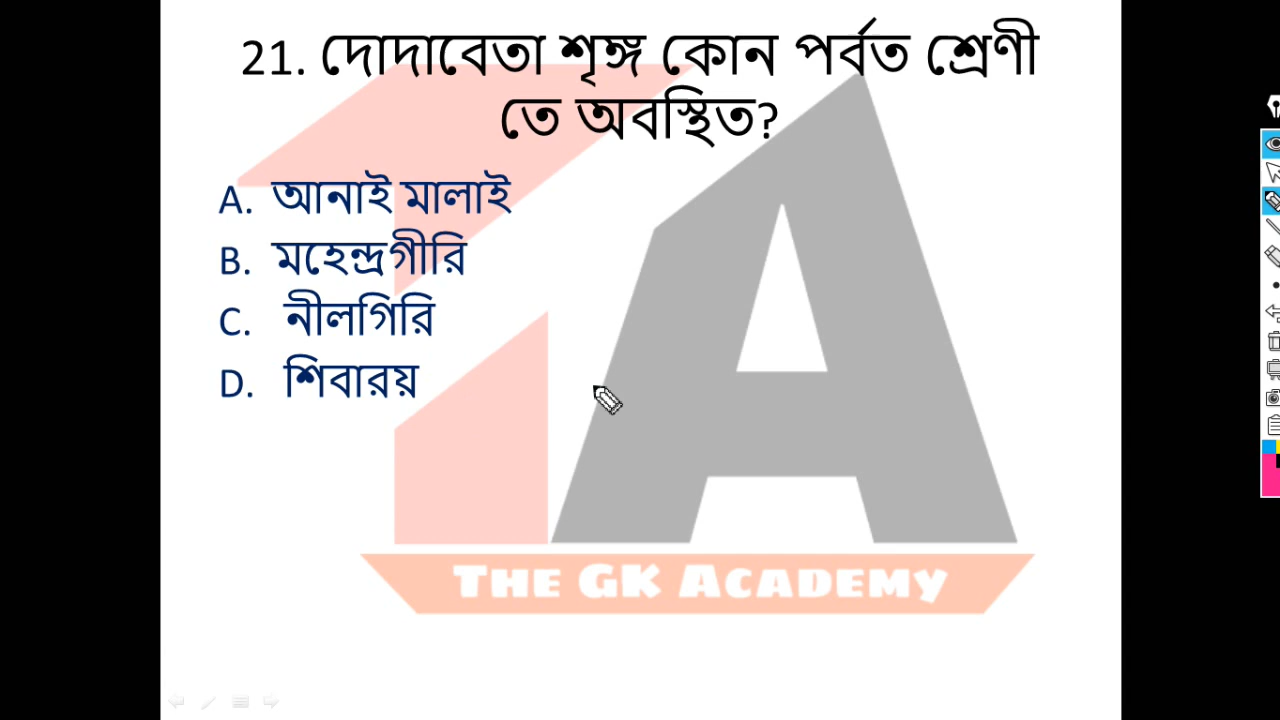 21. দোদাবেতা শৃঙ্গ কোন পর্বত শ্রেণী
তে অবস্থিত?
A. আনাই মালাই
B. মহেন্দ্রগীরি
C. নীলগিরি
D. শিবারয়
THE GK ACADEMY